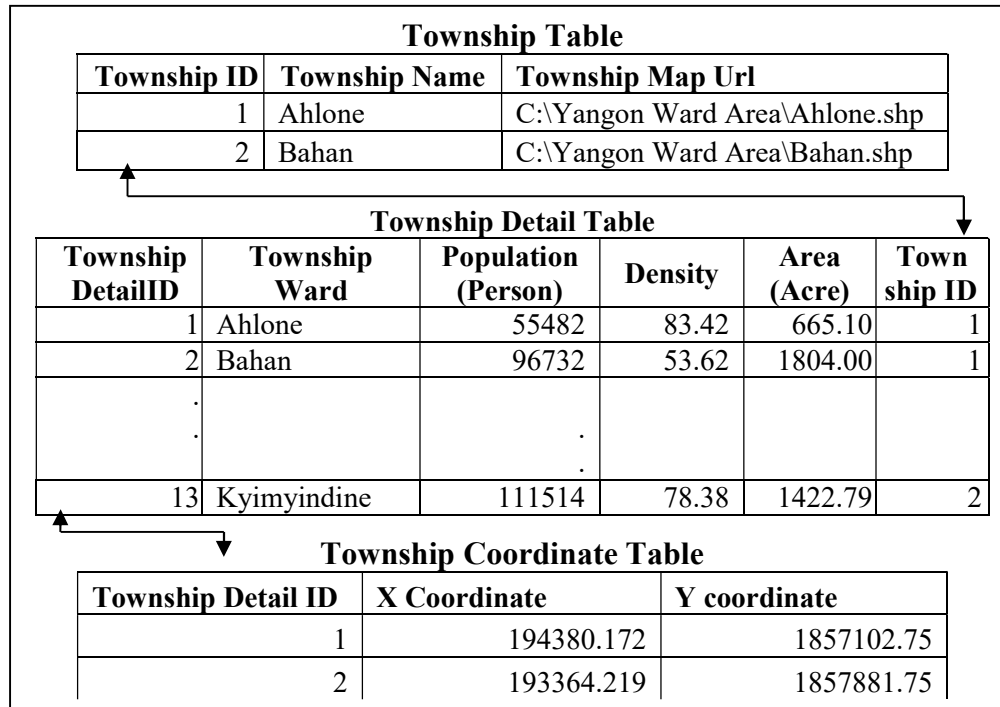 Township Table
Township ID Township Name Township Map Url
1 Ahlone C:\Yangon Ward Area\Ahlone.shp
2 Bahan C:\Yangon Ward Area\Bahan.shp
Township Detail Table
Township DetailID Township Ward Population (Person) Density Area (Acre) Town ship ID
1 Ahlone 55482 83.42 665.10 1
2 Bahan 96732 53.62 1804.00 1
.
. .
.
13 Kyimyindine 111514 78.38 1422.79 2
Township Coordinate Table
Township Detail ID X Coordinate Y coordinate
1 194380.172 1857102.75
2 193364.219 1857881.75